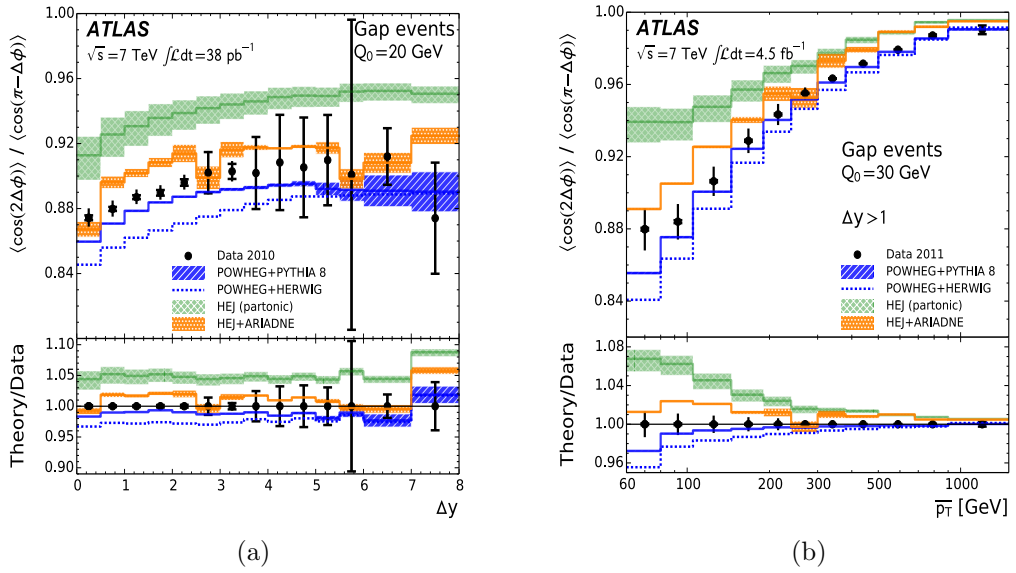 ATLAS
√s =7 TeV ∫ℒdt=38 pb⁻¹
Gap events
Q₀=20 GeV
⟨cos(2Δϕ)⟩ / ⟨cos(π−Δϕ)⟩
1.00
0.96
0.92
0.88
0.84
Data 2010
POWHEG+PYTHIA 8
POWHEG+HERWIG
HEJ (partonic)
HEJ+ARIADNE
Theory/Data
1.10
1.05
1.00
0.95
0.90
0 1 2 3 4 5 6 7 8
Δy
(a)
ATLAS
√s =7 TeV ∫ℒdt=4.5 fb⁻¹
⟨cos(2Δϕ)⟩ / ⟨cos(π−Δϕ)⟩
1.00
0.96
0.92
0.88
0.84
Gap events
Q₀=30 GeV
Δy>1
Data 2011
POWHEG+PYTHIA 8
POWHEG+HERWIG
HEJ (partonic)
HEJ+ARIADNE
Theory/Data
1.08
1.04
1.00
0.96
60 100 200 300 500 1000
p̅T̅ [GeV]
(b)